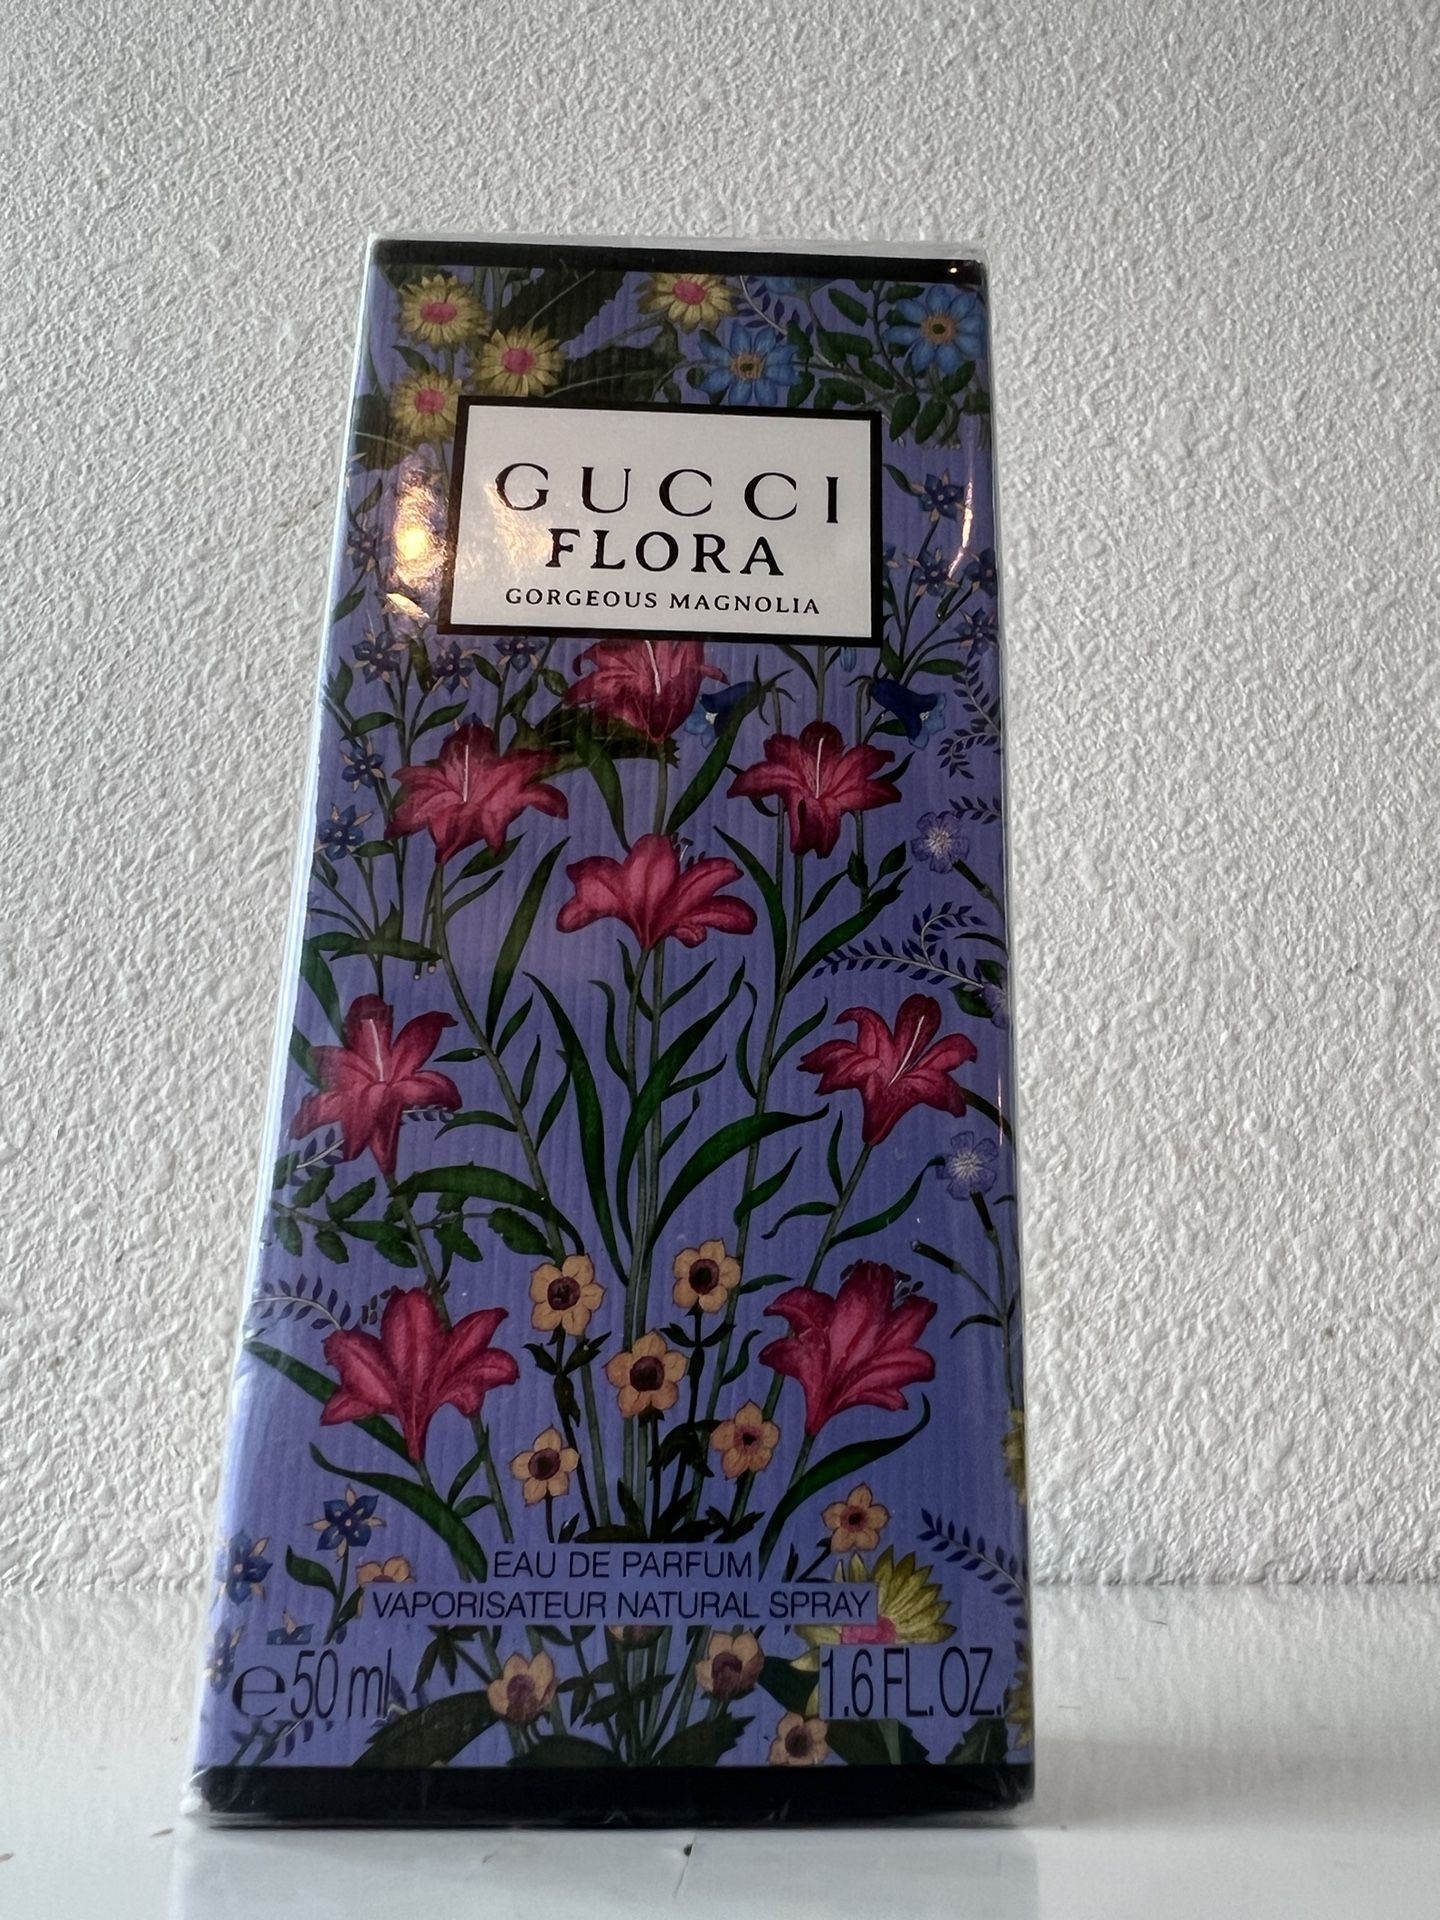 GUCCI
FLORA
GORGEOUS MAGNOLIA
EAU DE PARFUM
VAPORISATEUR NATURAL SPRAY
℮50 ml 1.6 FL. OZ.